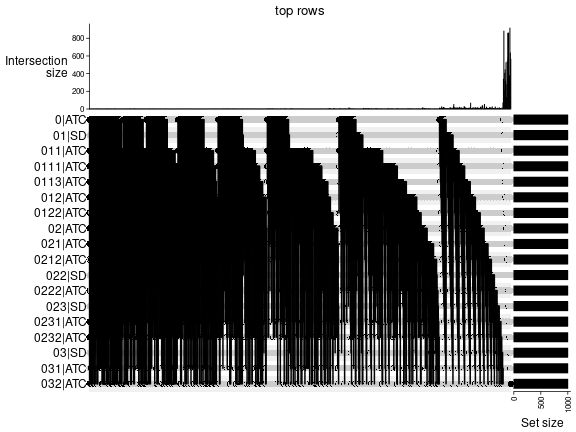 top rows
800
600
400
200
0
Intersection
size
0|ATC
01|SD
011|ATC
0111|ATC
0113|ATC
012|ATC
0122|ATC
02|ATC
021|ATC
0212|ATC
022|SD
0222|ATC
023|SD
0231|ATC
0232|ATC
03|SD
031|ATC
032|ATC
0
500
1000
Set size